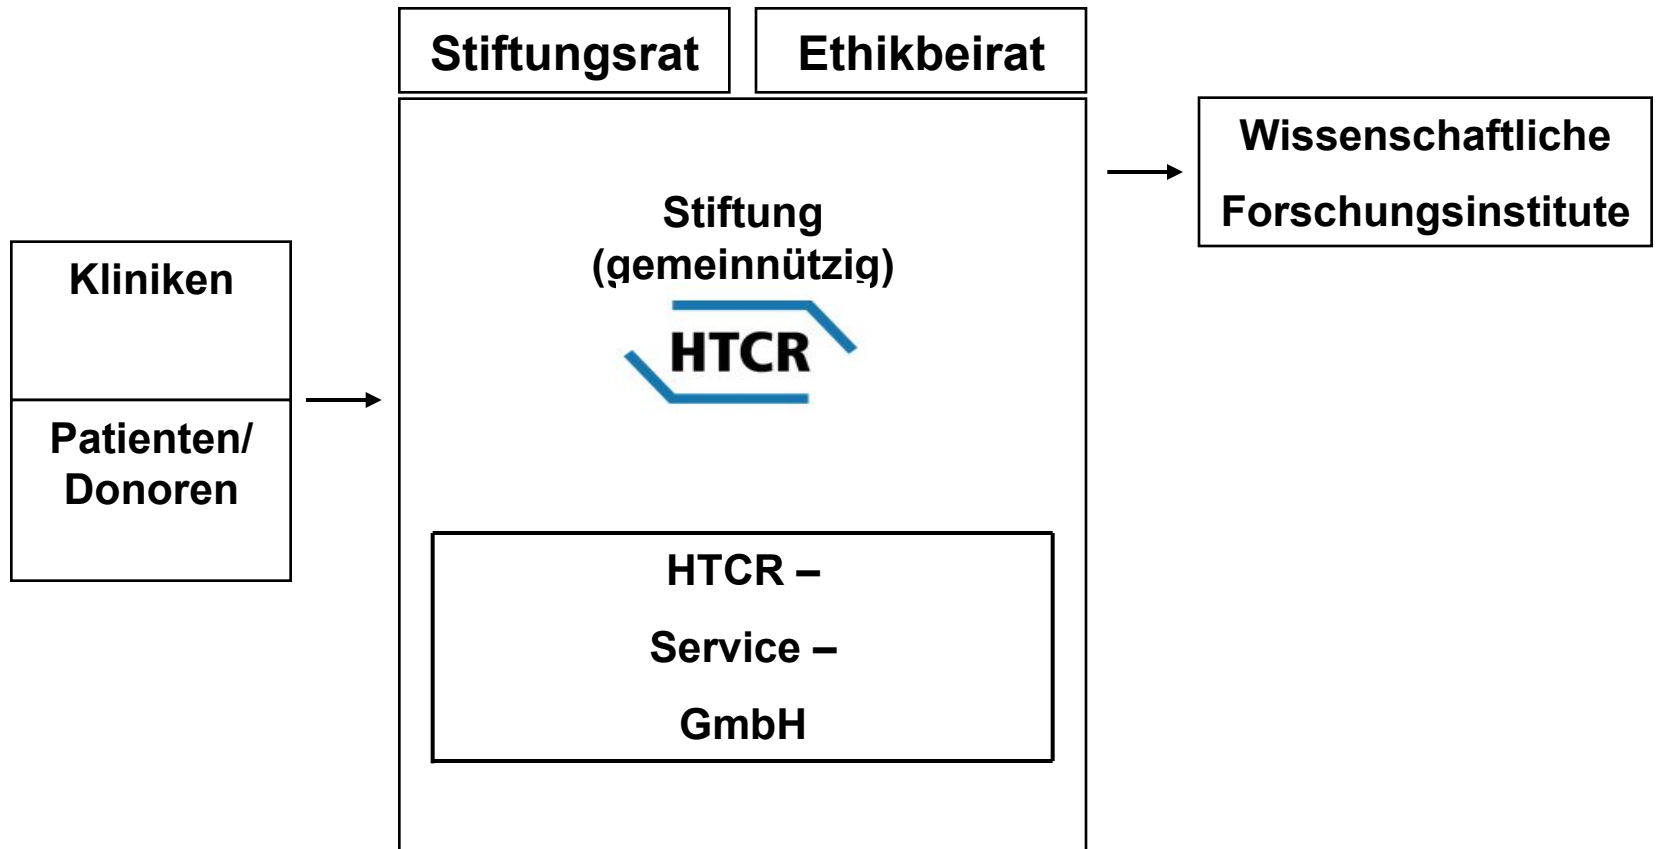 Stiftungsrat
Ethikbeirat
Wissenschaftliche
Forschungsinstitute
Stiftung
(gemeinnützig)
HTCR
Kliniken
Patienten/
Donoren
HTCR –
Service –
GmbH